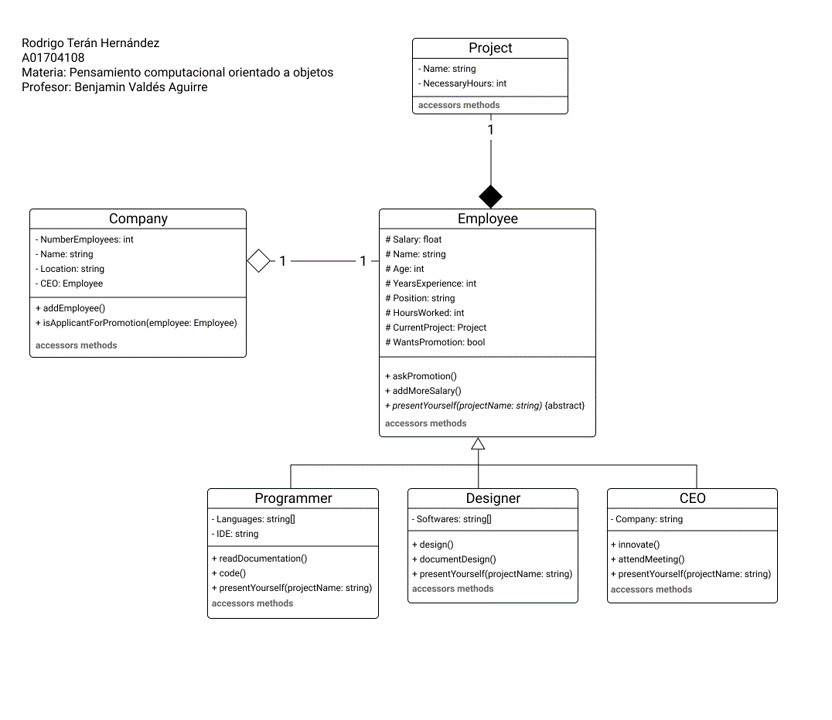 Rodrigo Terán Hernández
A01704108
Materia: Pensamiento computacional orientado a objetos
Profesor: Benjamin Valdés Aguirre
Project
- Name: string
- NecessaryHours: int
accessors methods
1
Company
- NumberEmployees: int
- Name: string
- Location: string
- CEO: Employee
+ addEmployee()
+ isApplicantForPromotion(employee: Employee)
accessors methods
1
1
Employee
# Salary: float
# Name: string
# Age: int
# YearsExperience: int
# Position: string
# HoursWorked: int
# CurrentProject: Project
# WantsPromotion: bool
+ askPromotion()
+ addMoreSalary()
+ presentYourself(projectName: string) {abstract}
accessors methods
Programmer
- Languages: string[]
- IDE: string
+ readDocumentation()
+ code()
+ presentYourself(projectName: string)
accessors methods
Designer
- Softwares: string[]
+ design()
+ documentDesign()
+ presentYourself(projectName: string)
accessors methods
CEO
- Company: string
+ innovate()
+ attendMeeting()
+ presentYourself(projectName: string)
accessors methods